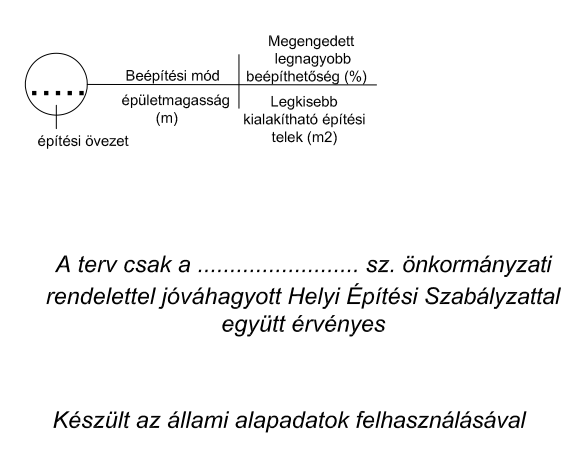 Megengedett
legnagyobb
Beépítési mód beépíthetőség (%)
épületmagasság
(m)
Legkisebb
kialakítható építési
telek (m2)
építési övezet
A terv csak a ......................... sz. önkormányzati
rendelettel jóváhagyott Helyi Építési Szabályzattal
együtt érvényes
Készült az állami alapadatok felhasználásával